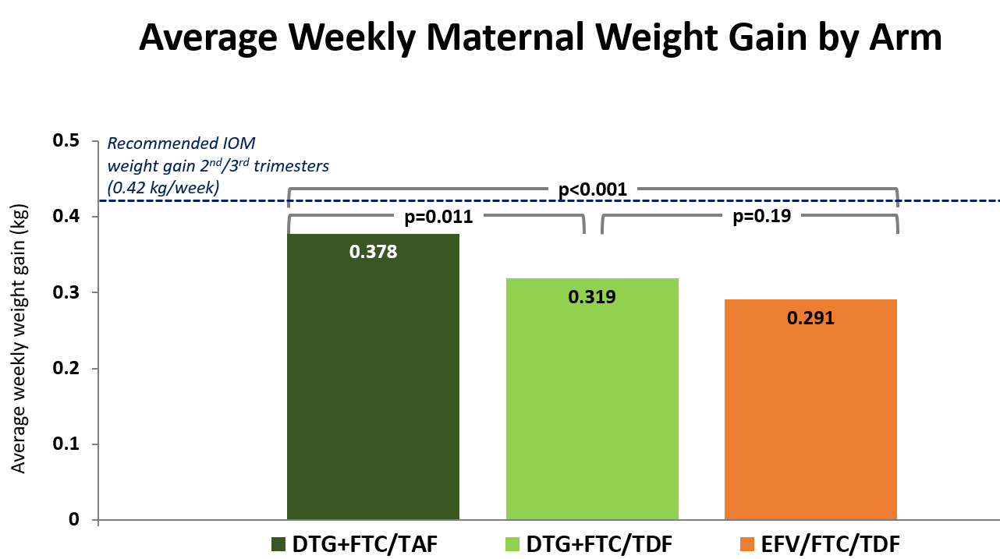 Average Weekly Maternal Weight Gain by Arm
Average weekly weight gain (kg)
0.5
0.4
0.3
0.2
0.1
0
Recommended IOM
weight gain 2nd/3rd trimesters
(0.42 kg/week)
p<0.001
p=0.011
p=0.19
0.378
0.319
0.291
DTG+FTC/TAF
DTG+FTC/TDF
EFV/FTC/TDF